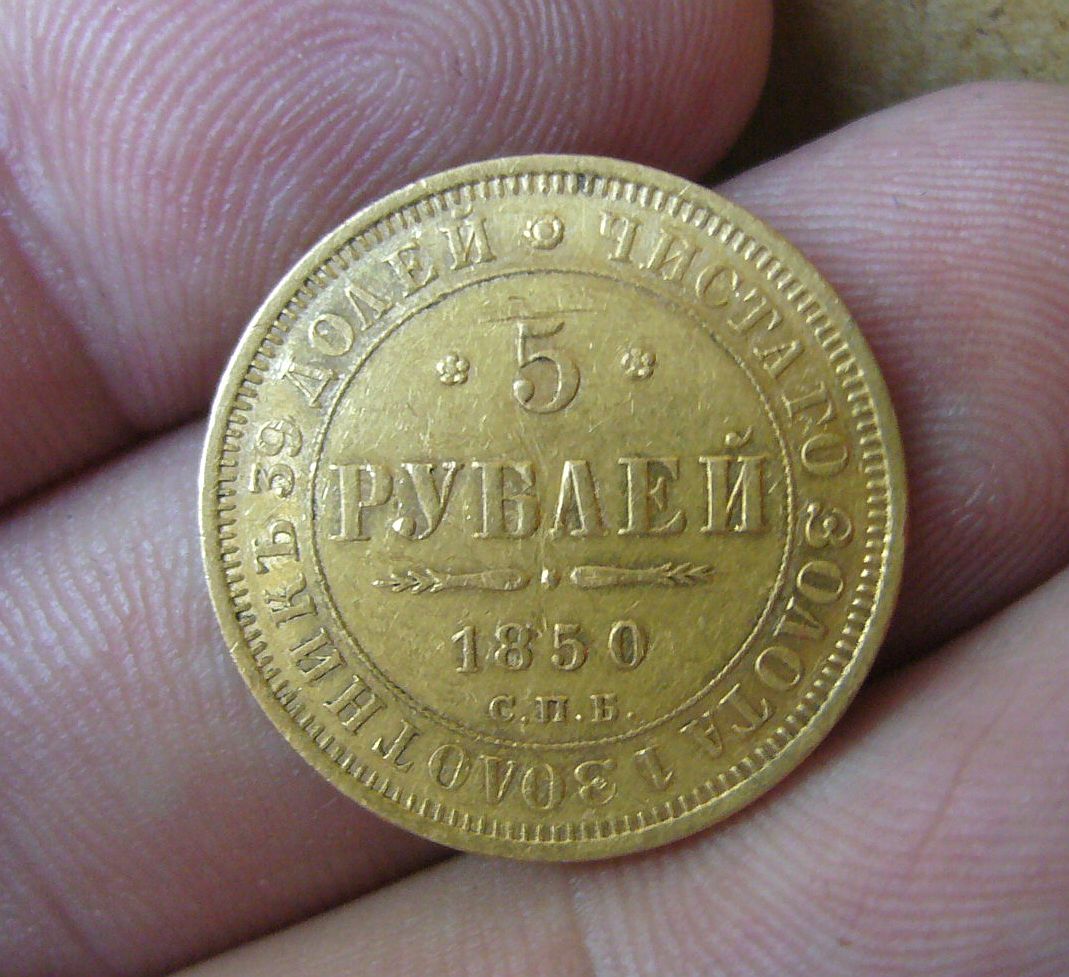 ЧИСТАГО ЗОЛОТА 1 ЗОЛОТНИКЪ 39 ДОЛЕЙ
5
РУБЛЕЙ
1850
С.П.Б.